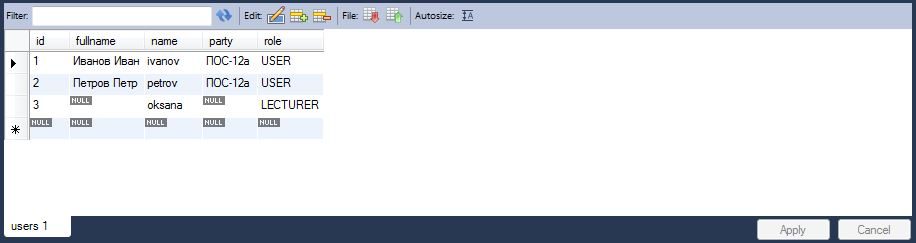 Filter: Edit: File: Autosize:
id fullname name party role
1 Иванов Иван ivanov ПОС-12а USER
2 Петров Петр petrov ПОС-12а USER
3 NULL oksana NULL LECTURER
NULL NULL NULL NULL NULL
users 1 Apply Cancel